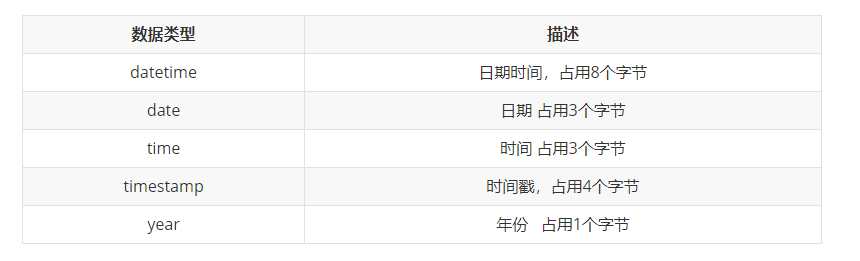 数据类型 描述
datetime 日期时间，占用8个字节
date 日期 占用3个字节
time 时间 占用3个字节
timestamp 时间戳，占用4个字节
year 年份 占用1个字节